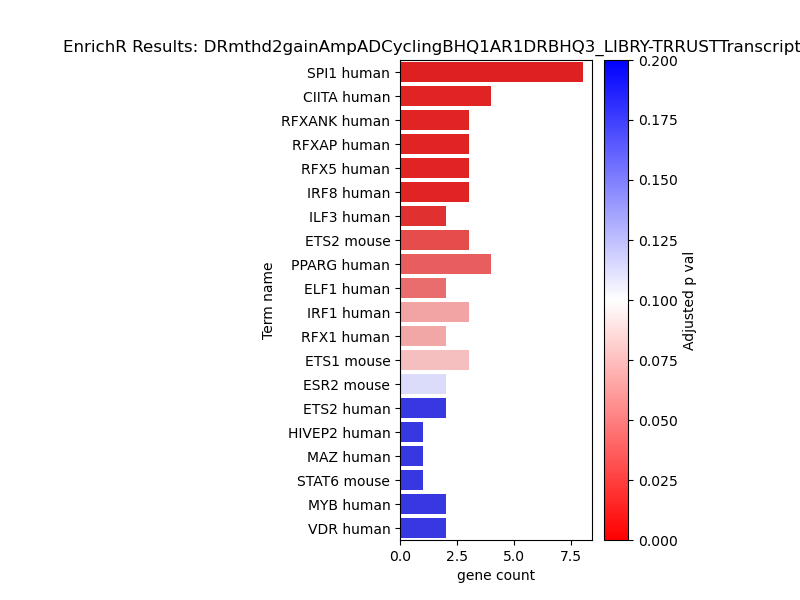 EnrichR Results: DRmthd2gainAmpADCyclingBHQ1AR1DRBHQ3_LIBRY-TRRUSTTranscript
SPI1 human
CIITA human
RFXANK human
RFXAP human
RFX5 human
IRF8 human
ILF3 human
ETS2 mouse
PPARG human
ELF1 human
IRF1 human
RFX1 human
ETS1 mouse
ESR2 mouse
ETS2 human
HIVEP2 human
MAZ human
STAT6 mouse
MYB human
VDR human
Term name
0.0 2.5 5.0 7.5
gene count
0.200
0.175
0.150
0.125
0.100
0.075
0.050
0.025
0.000
Adjusted p val